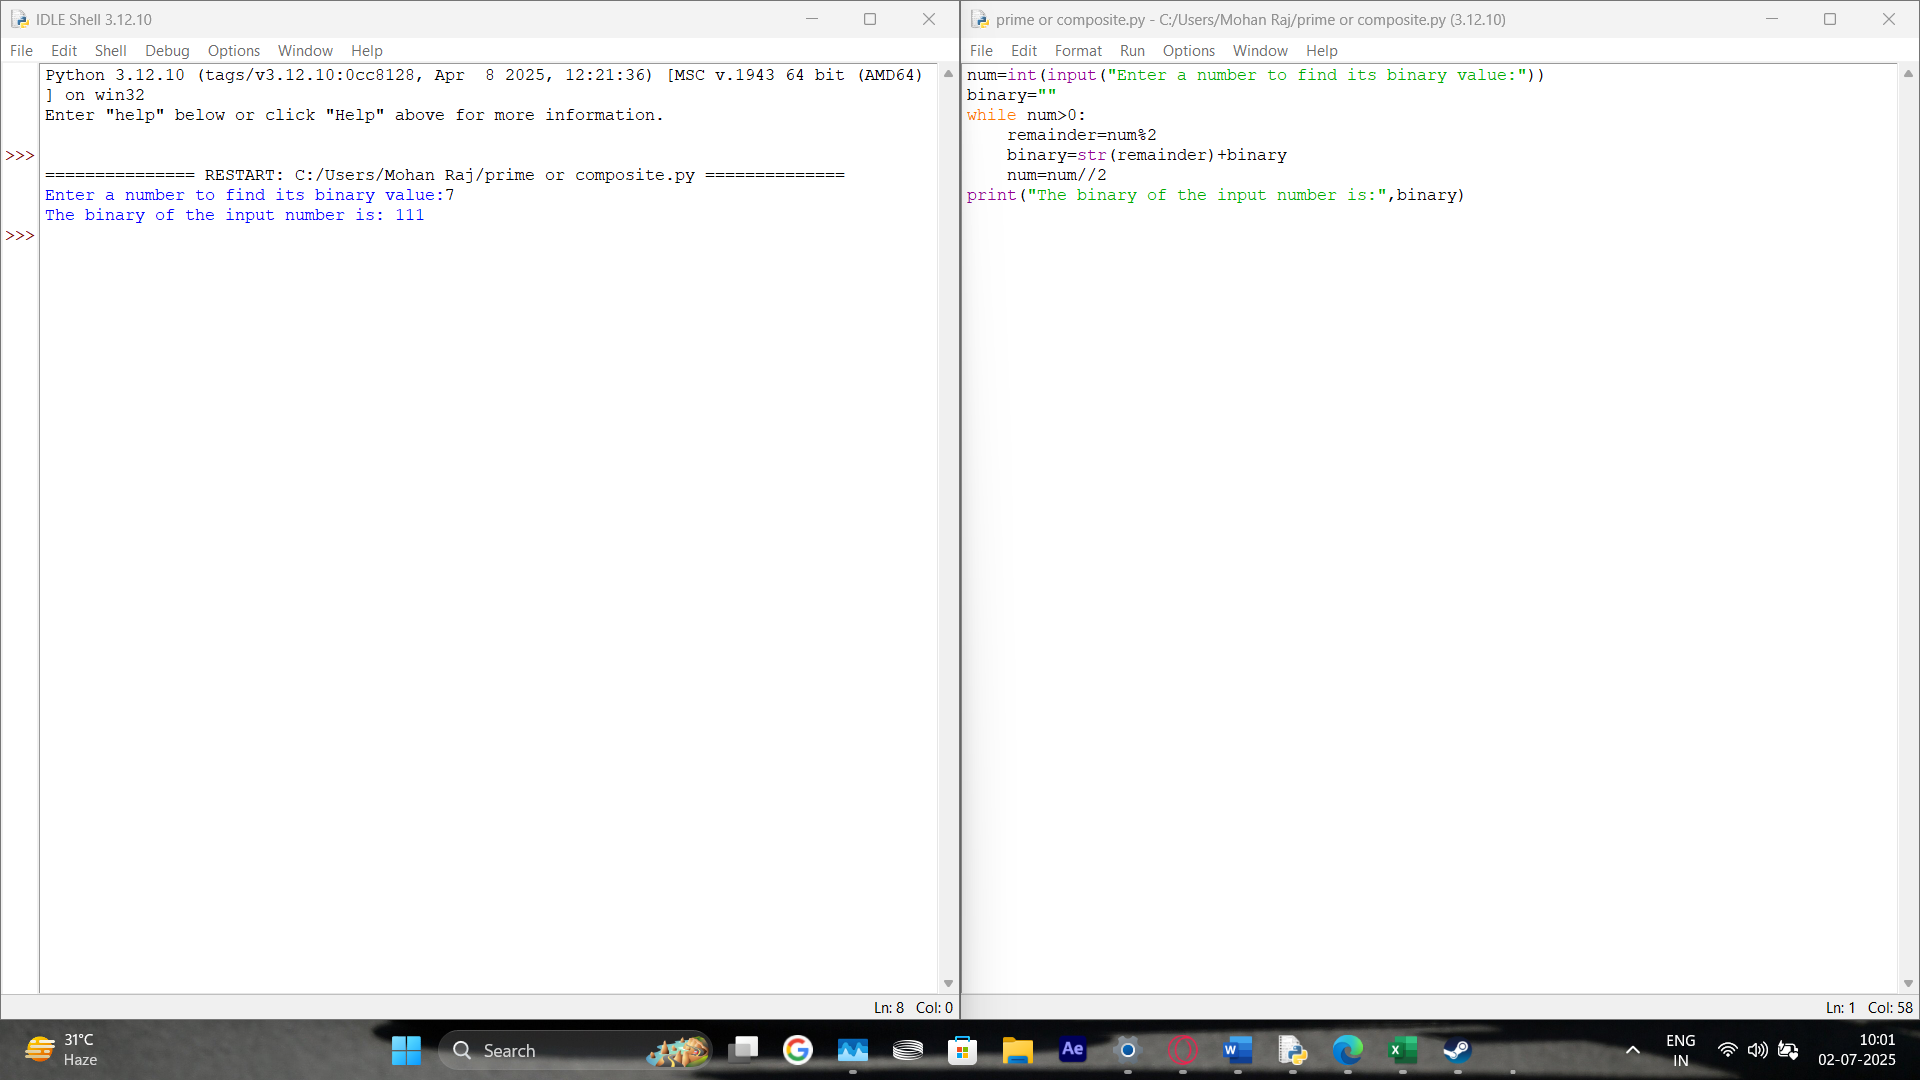 IDLE Shell 3.12.10
File Edit Shell Debug Options Window Help
Python 3.12.10 (tags/v3.12.10:0cc8128, Apr  8 2025, 12:21:36) [MSC v.1943 64 bit (AMD64)
] on win32
Enter "help" below or click "Help" above for more information.
>>>
=============== RESTART: C:/Users/Mohan Raj/prime or composite.py ==============
Enter a number to find its binary value:7
The binary of the input number is: 111
>>>
Ln: 8 Col: 0
prime or composite.py - C:/Users/Mohan Raj/prime or composite.py (3.12.10)
File Edit Format Run Options Window Help
num=int(input("Enter a number to find its binary value:"))
binary=""
while num>0:
    remainder=num%2
    binary=str(remainder)+binary
    num=num//2
print("The binary of the input number is:",binary)
Ln: 1 Col: 58
31°C
Haze
Search
Ae
W
X
ENG
IN
10:01
02-07-2025